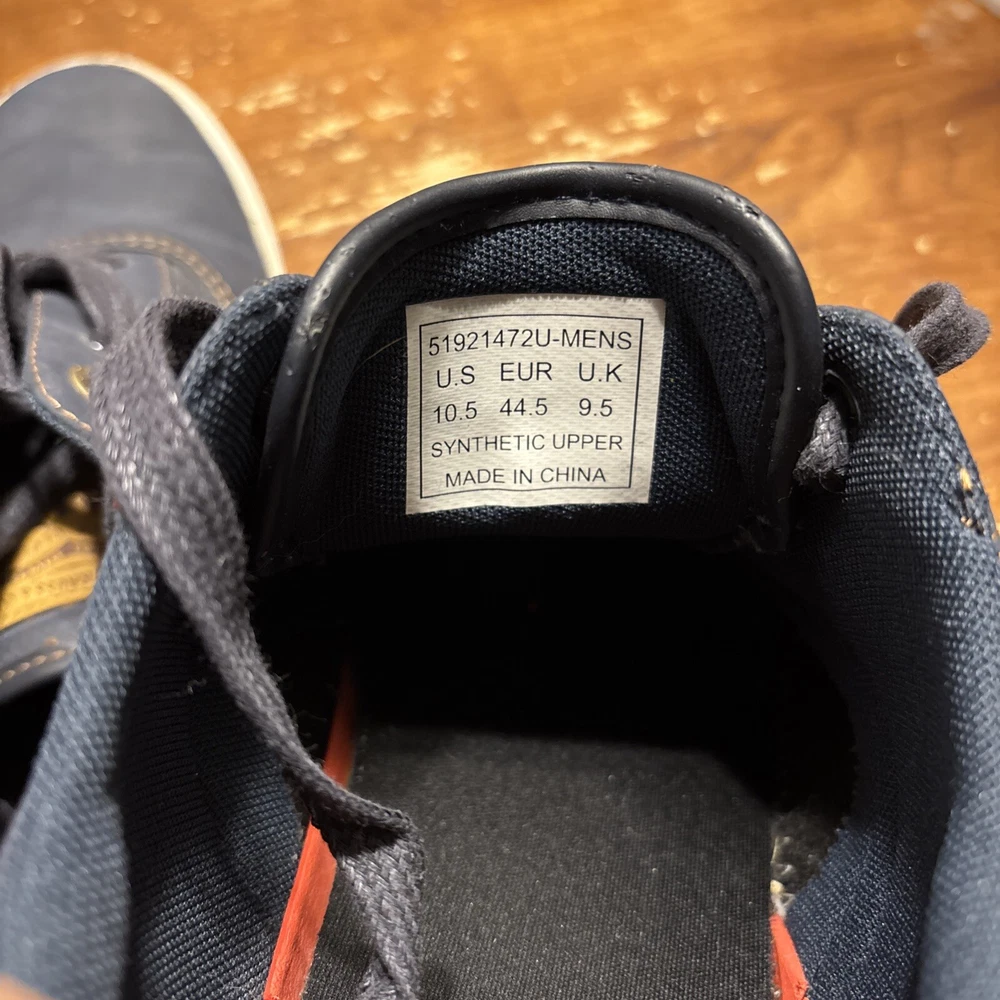 51921472U-MENS
U.S EUR U.K
10.5 44.5 9.5
SYNTHETIC UPPER
MADE IN CHINA